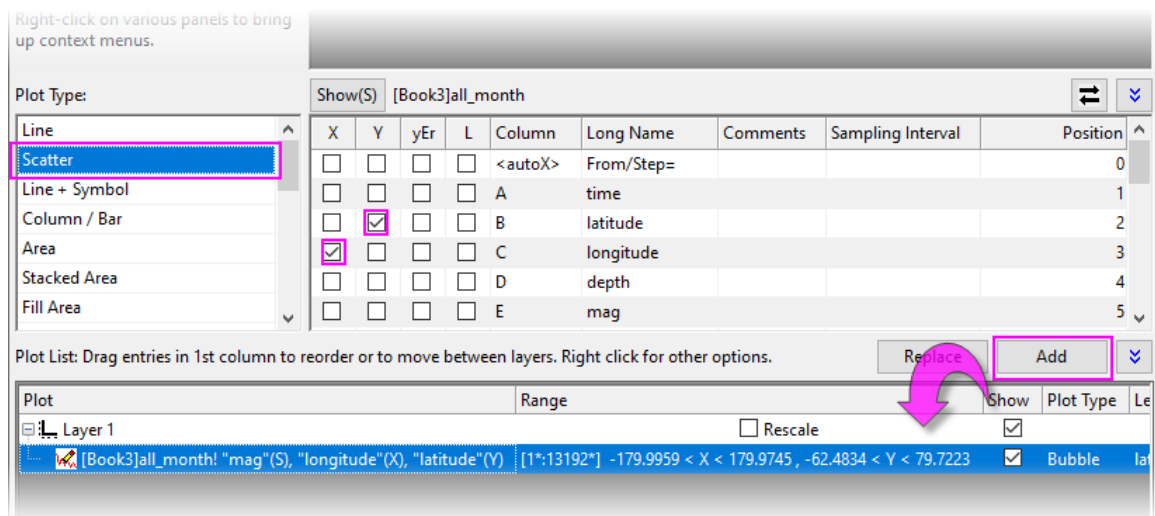 Right-click on various panels to bring
up context menus.
Plot Type:
Show(S) [Book3]all_month
Line
Scatter
Line + Symbol
Column / Bar
Area
Stacked Area
Fill Area
X Y yEr L Column Long Name Comments Sampling Interval Position
<autoX> From/Step= 0
A time 1
B latitude 2
C longitude 3
D depth 4
E mag 5
Plot List: Drag entries in 1st column to reorder or to move between layers. Right click for other options.
Replace Add
Plot Range Show Plot Type Le
Layer 1 Rescale
[Book3]all_month! "mag"(S), "longitude"(X), "latitude"(Y) [1*:13192*] -179.9959 < X < 179.9745 , -62.4834 < Y < 79.7223 Bubble lat